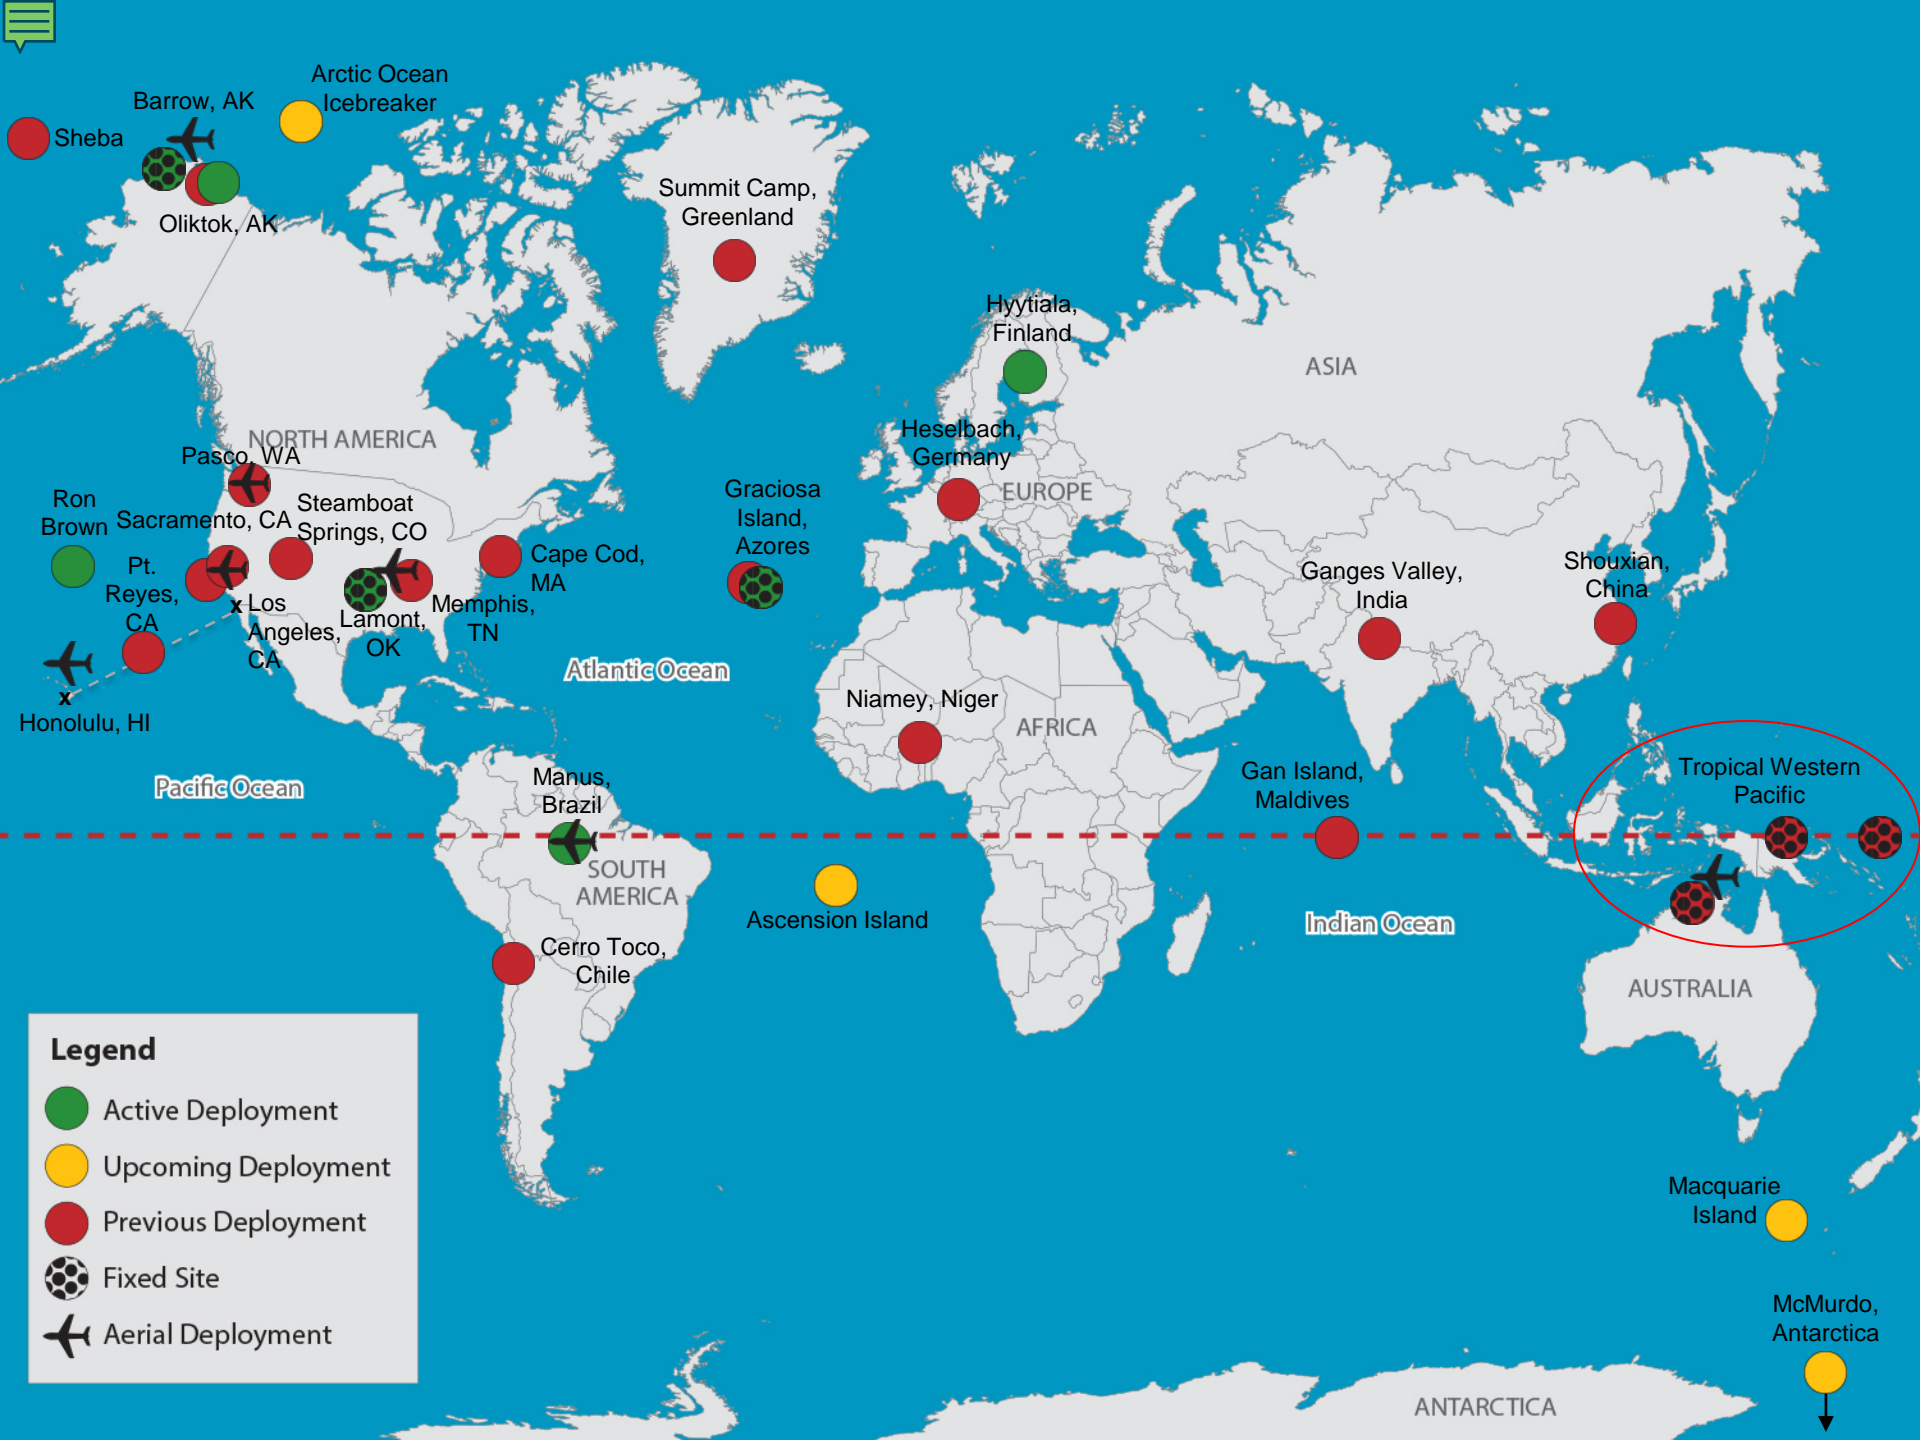 Arctic Ocean
Icebreaker
Barrow, AK
Sheba
Oliktok, AK
Summit Camp,
Greenland
Hyytiala,
Finland
ASIA
NORTH AMERICA
Pasco, WA
Heselbach,
Germany
EUROPE
Ron
Brown
Sacramento, CA
Steamboat
Springs, CO
Graciosa
Island,
Azores
Pt.
Reyes,
CA
Cape Cod,
MA
x
Los
Angeles,
CA
Lamont,
OK
Memphis,
TN
Ganges Valley,
India
Shouxian,
China
x
Honolulu, HI
Atlantic Ocean
Niamey, Niger
AFRICA
Pacific Ocean
Manus,
Brazil
Gan Island,
Maldives
Tropical Western
Pacific
SOUTH
AMERICA
Ascension Island
Indian Ocean
Cerro Toco,
Chile
AUSTRALIA
Legend
Active Deployment
Upcoming Deployment
Previous Deployment
Fixed Site
Aerial Deployment
Macquarie
Island
McMurdo,
Antarctica
ANTARCTICA